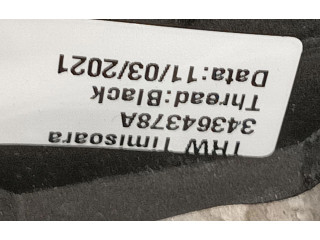 TRW Timisoara
34364378A
Thread:Black
Data:11/03/2021